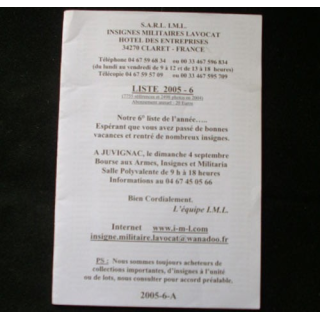 S.A.R.L. I.M.L.
INSIGNES MILITAIRES LAVOCAT
HOTEL DES ENTREPRISES
34270 CLARET - FRANCE
Téléphone 04 67 59 68 34 ou 00 33 467 596 834
(du lundi au vendredi de 9 à 12 et de 13 à 18 heures)
Télécopie 04 67 59 57 09 ou 00 33 467 595 709
LISTE 2005 - 6
Abonnement annuel : 20 Euros
Notre 6° liste de l'année.....
Espérant que vous avez passé de bonnes
vacances et rentré de nombreux insignes.
A JUVIGNAC, le dimanche 4 septembre
Bourse aux Armes, Insignes et Militaria
Salle Polyvalente de 9 h à 18 heures
Informations au 04 67 45 05 66
Bien Cordialement.
L'équipe I.M.L.
Internet www.i-m-l.com
insigne.militaire.lavocat@wanadoo.fr
PS : Nous sommes toujours acheteurs de
collections importantes, d'insignes à l'unité
ou de lots, nous consulter pour accord préalable.
2005-6-A